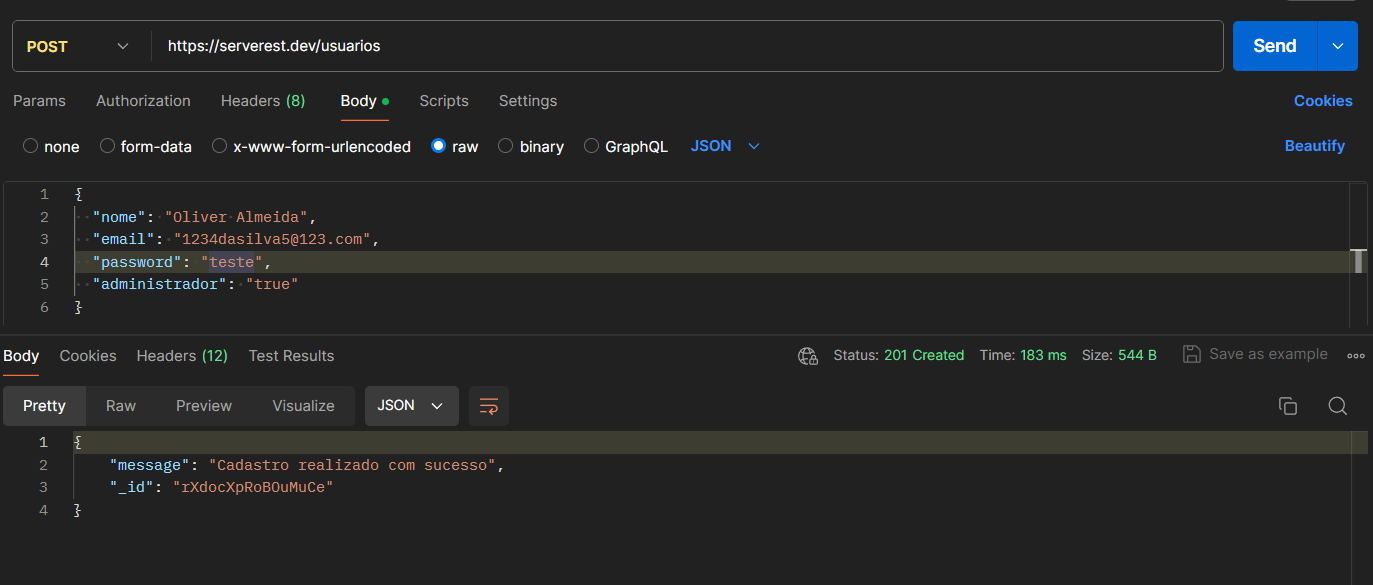 POST https://serverest.dev/usuarios Send
Params Authorization Headers (8) Body Scripts Settings Cookies
none form-data x-www-form-urlencoded raw binary GraphQL JSON Beautify
1 {
2 "nome": "Oliver Almeida",
3 "email": "1234dasilva5@123.com",
4 "password": "teste",
5 "administrador": "true"
6 }
Body Cookies Headers (12) Test Results Status: 201 Created Time: 183 ms Size: 544 B Save as example
Pretty Raw Preview Visualize JSON
1 {
2 "message": "Cadastro realizado com sucesso",
3 "_id": "rXdocXpRoBOuMuCe"
4 }